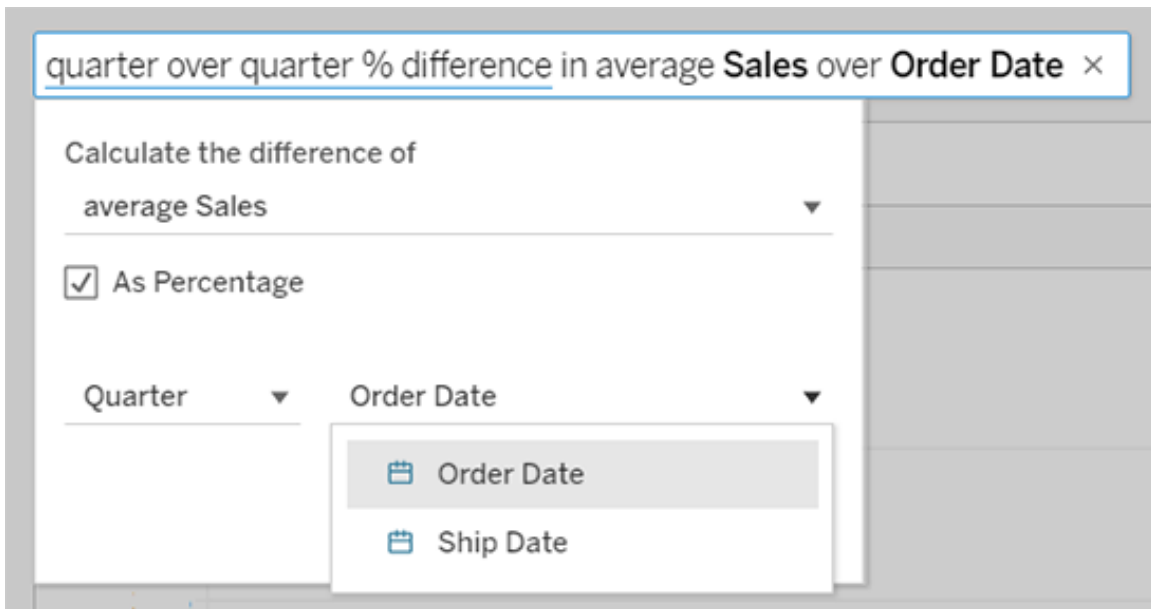 quarter over quarter % difference in average Sales over Order Date ×
Calculate the difference of
average Sales
As Percentage
Quarter Order Date
Order Date
Ship Date